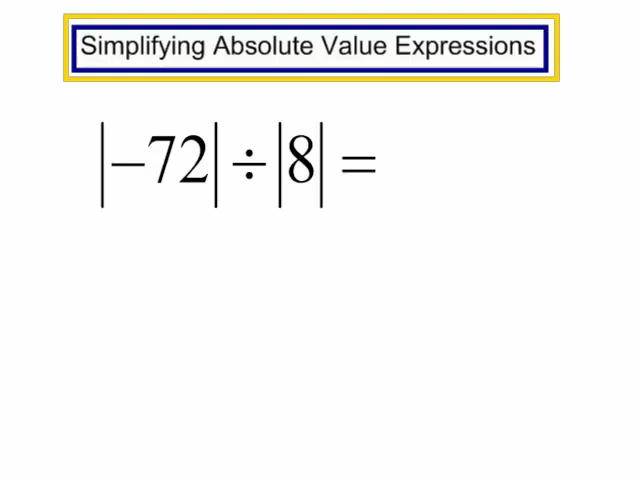 Simplifying Absolute Value Expressions
|−72| ÷ |8| =